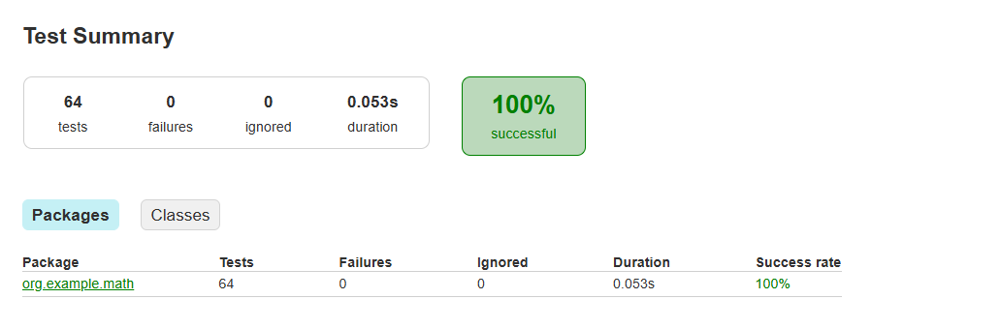 Test Summary
64 0 0 0.053s 100%
tests failures ignored duration successful
Packages Classes
Package Tests Failures Ignored Duration Success rate
org.example.math 64 0 0 0.053s 100%